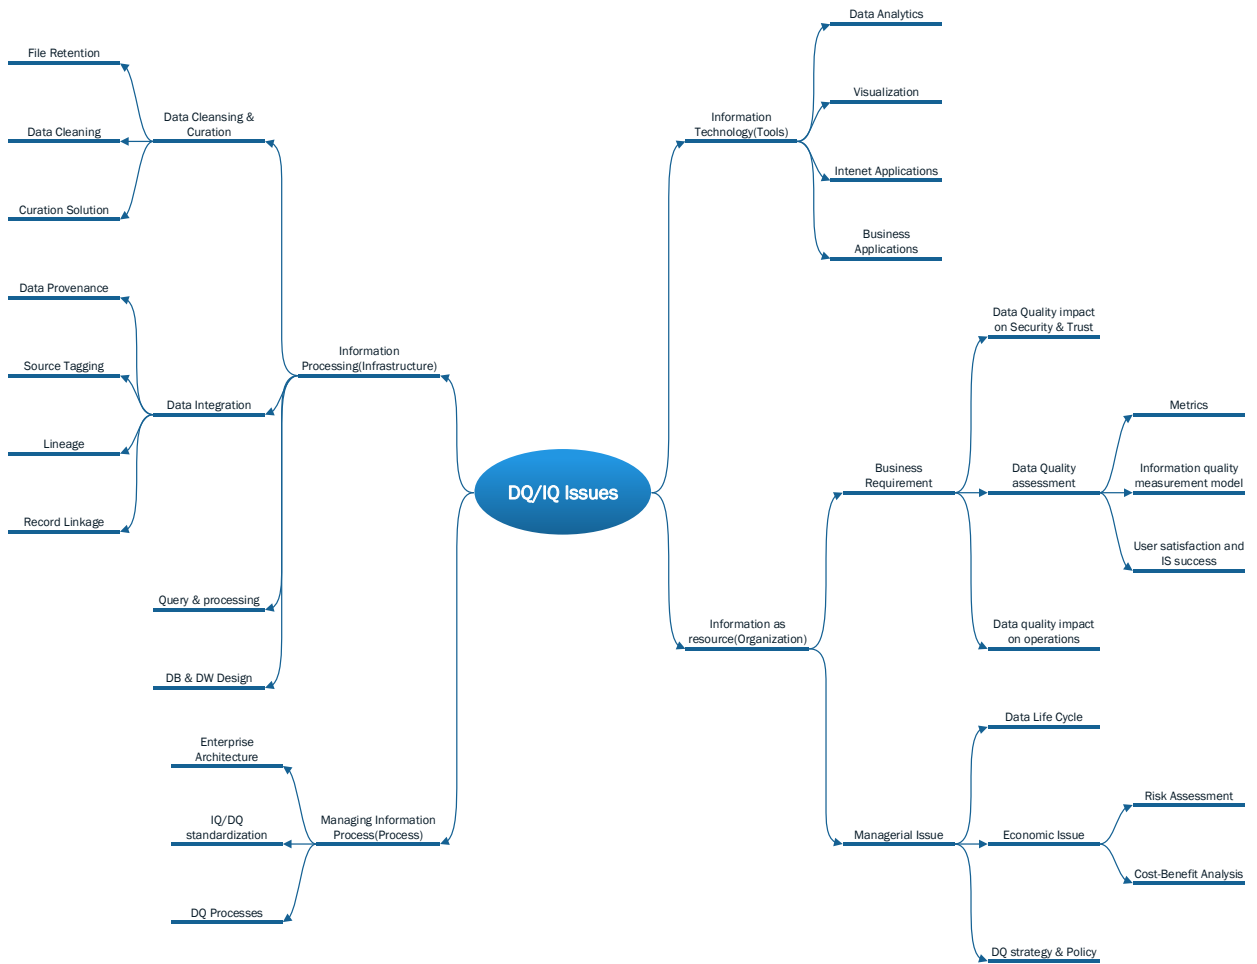 DQ/IQ Issues
Information
Processing(Infrastructure)
Data Cleansing &
Curation
File Retention
Data Cleaning
Curation Solution
Data Integration
Data Provenance
Source Tagging
Lineage
Record Linkage
Query & processing
DB & DW Design
Managing Information
Process(Process)
Enterprise
Architecture
IQ/DQ
standardization
DQ Processes
Information
Technology(Tools)
Data Analytics
Visualization
Intenet Applications
Business
Applications
Information as
resource(Organization)
Business
Requirement
Data Quality impact
on Security & Trust
Data Quality
assessment
Metrics
Information quality
measurement model
User satisfaction and
IS success
Data quality impact
on operations
Managerial Issue
Data Life Cycle
Economic Issue
Risk Assessment
Cost-Benefit Analysis
DQ strategy & Policy